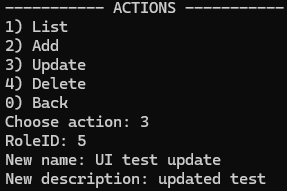 ----------- ACTIONS -----------
1) List
2) Add
3) Update
4) Delete
0) Back
Choose action: 3
RoleID: 5
New name: UI test update
New description: updated test